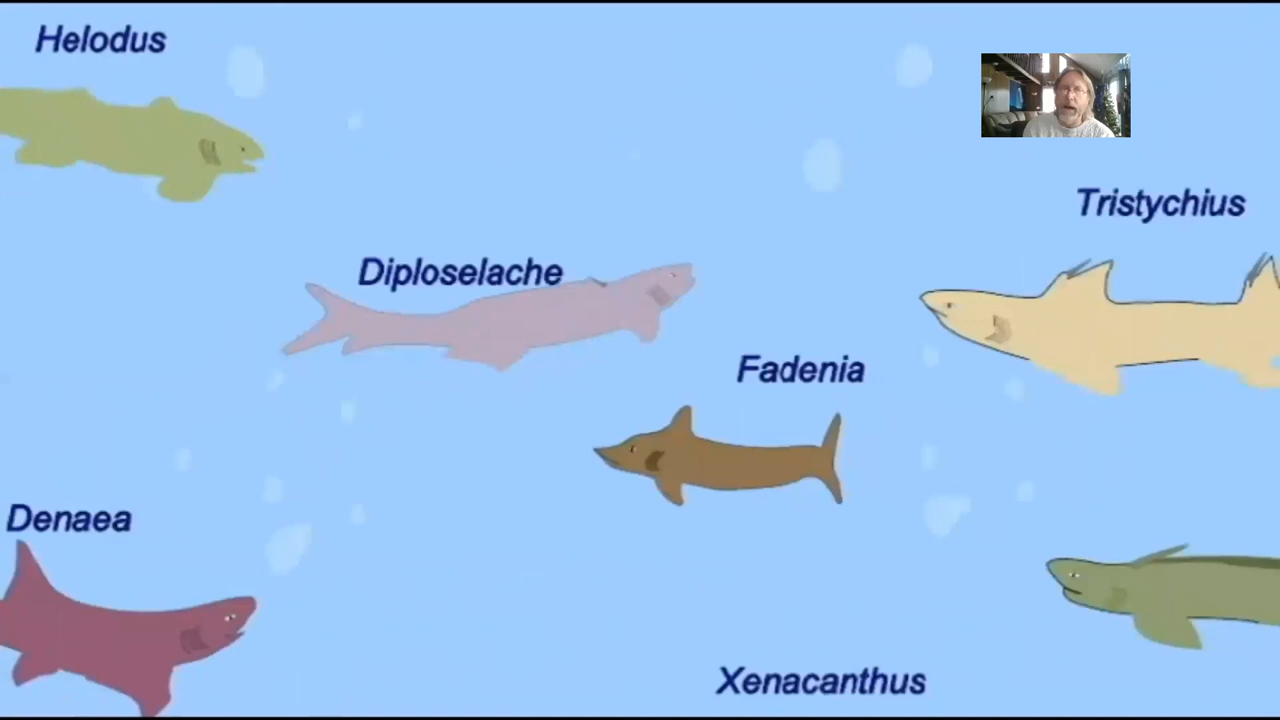 Helodus
Tristychius
Diploselache
Fadenia
Denaea
Xenacanthus